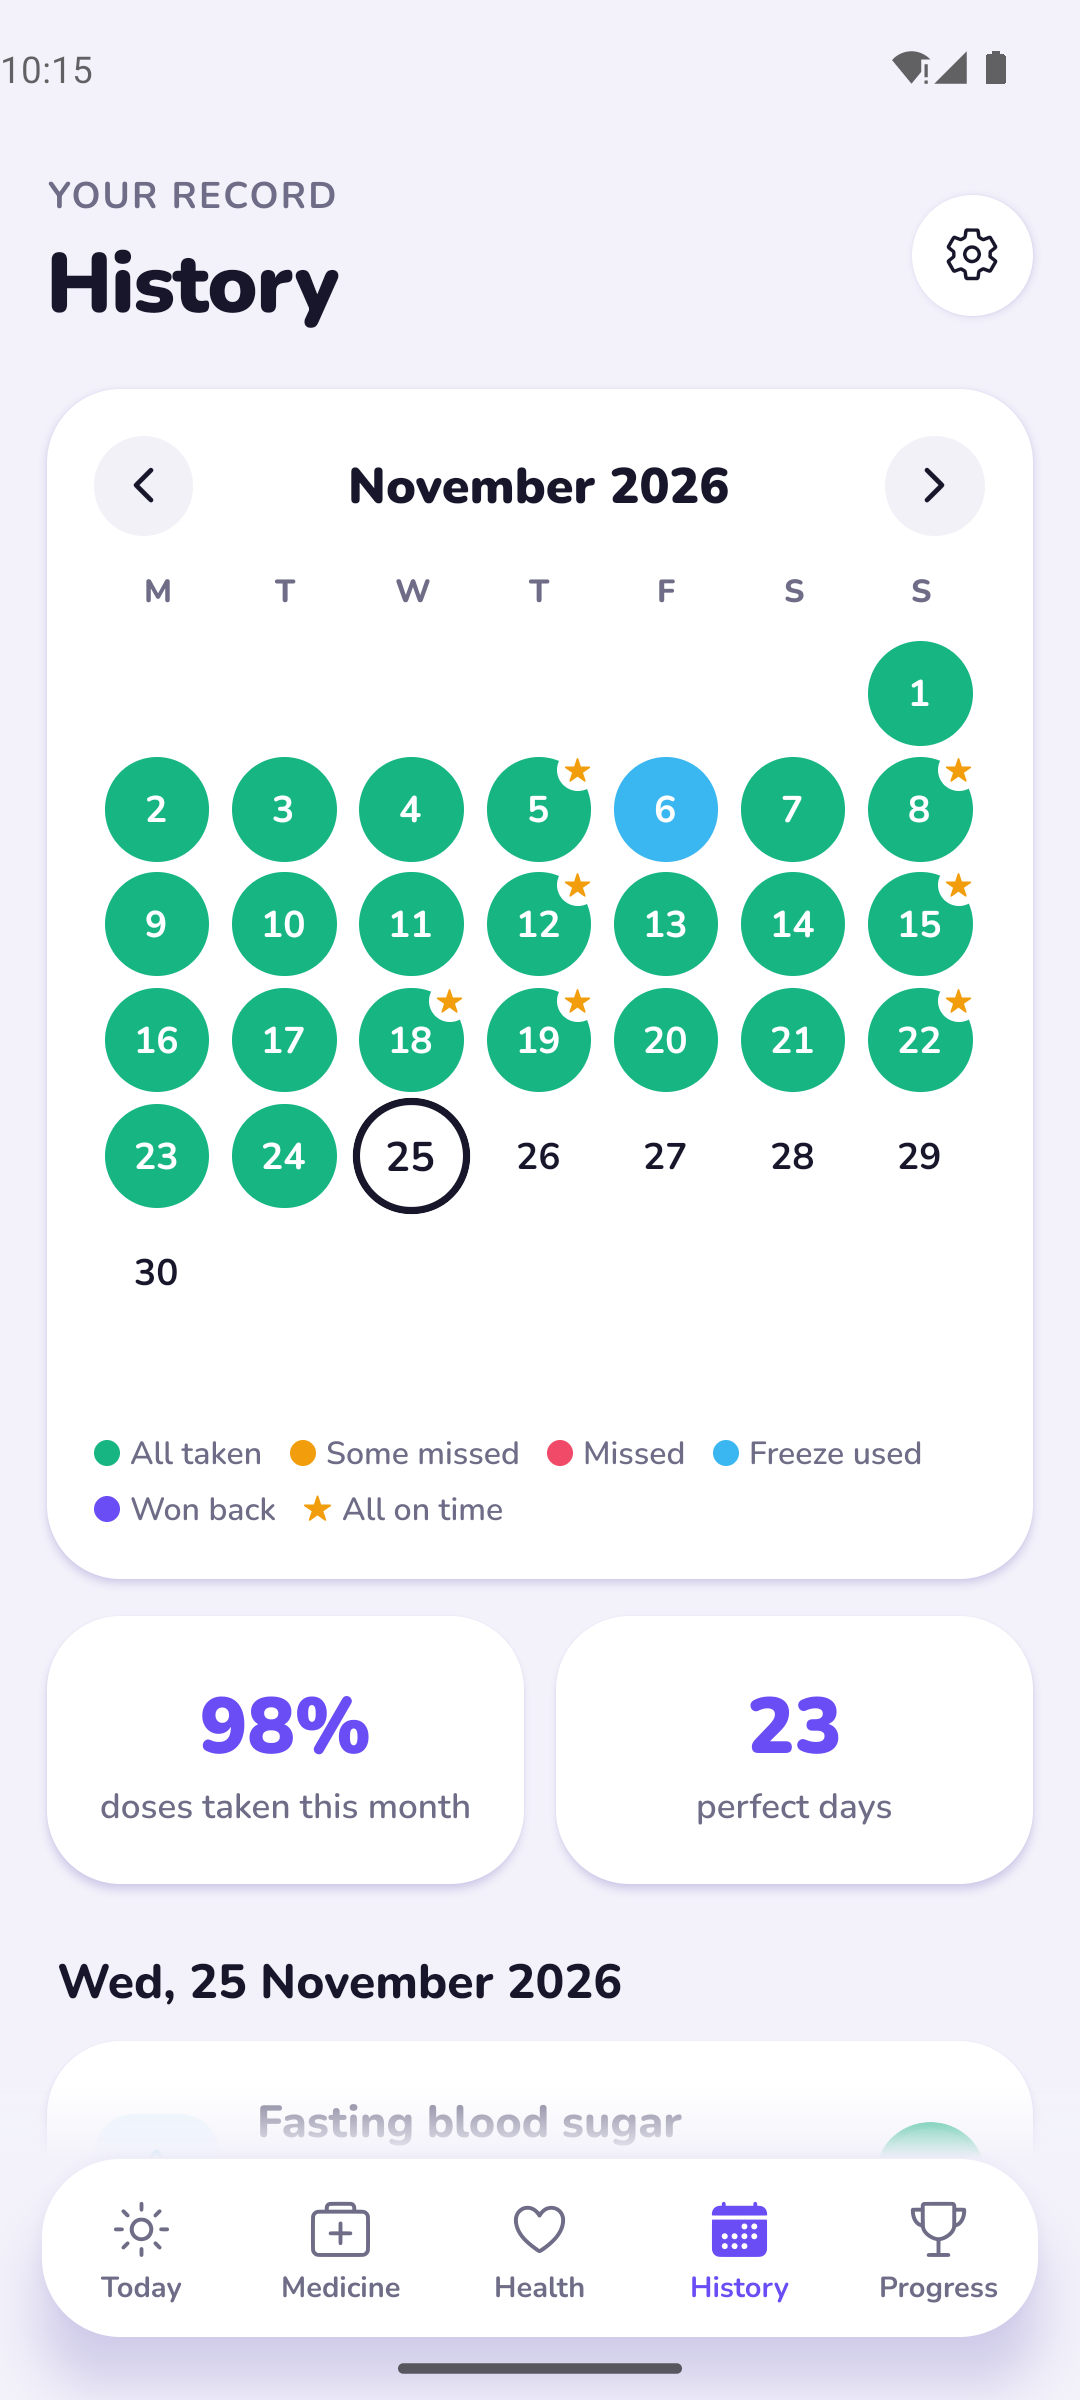 10:15
YOUR RECORD
History
November 2026
M T W T F S S
1
2 3 4 5 6 7 8
9 10 11 12 13 14 15
16 17 18 19 20 21 22
23 24 25 26 27 28 29
30
All taken Some missed Missed Freeze used
Won back All on time
98% 23
doses taken this month perfect days
Wed, 25 November 2026
Fasting blood sugar
Today Medicine Health History Progress